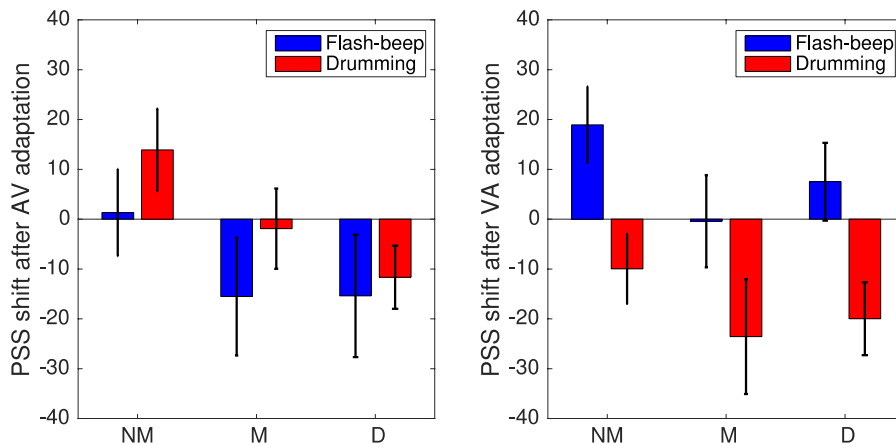 PSS shift after AV adaptation
40
30
20
10
0
-10
-20
-30
-40
Flash-beep
Drumming
NM M D
PSS shift after VA adaptation
40
30
20
10
0
-10
-20
-30
-40
Flash-beep
Drumming
NM M D